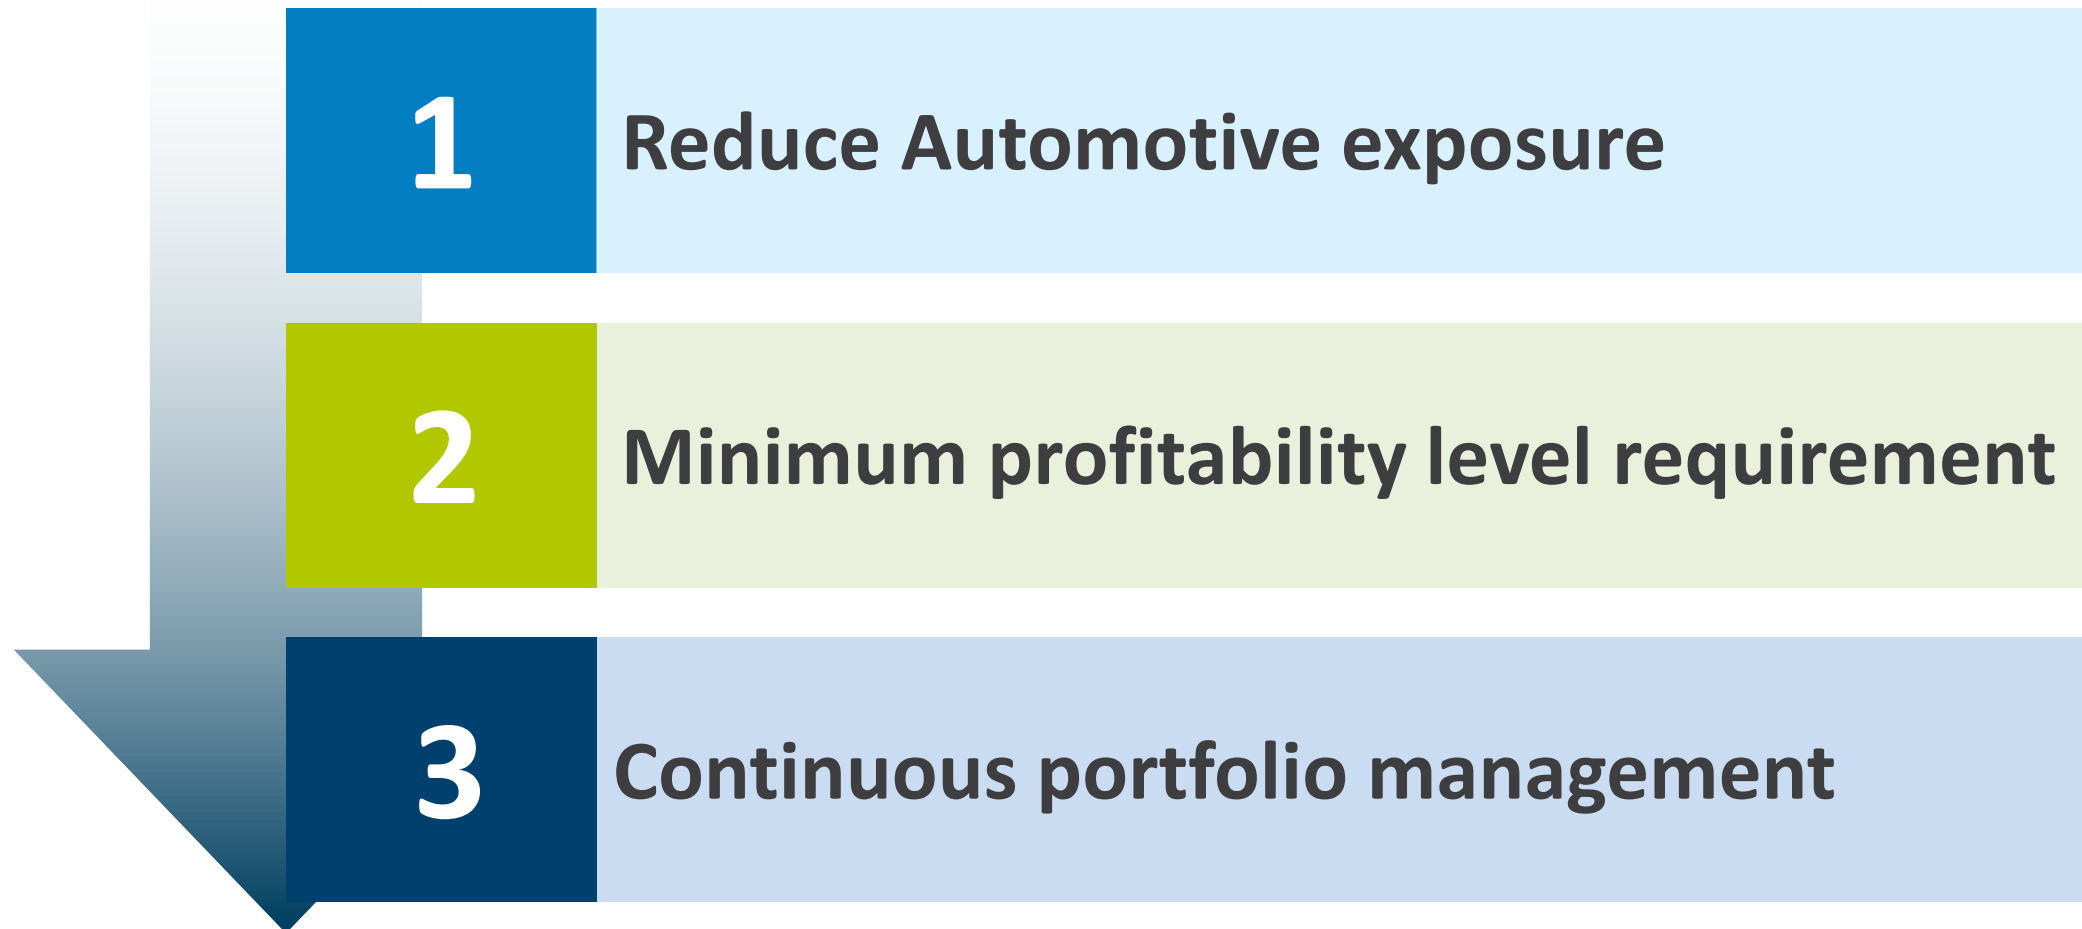 1
Reduce Automotive exposure
2
Minimum profitability level requirement
3
Continuous portfolio management